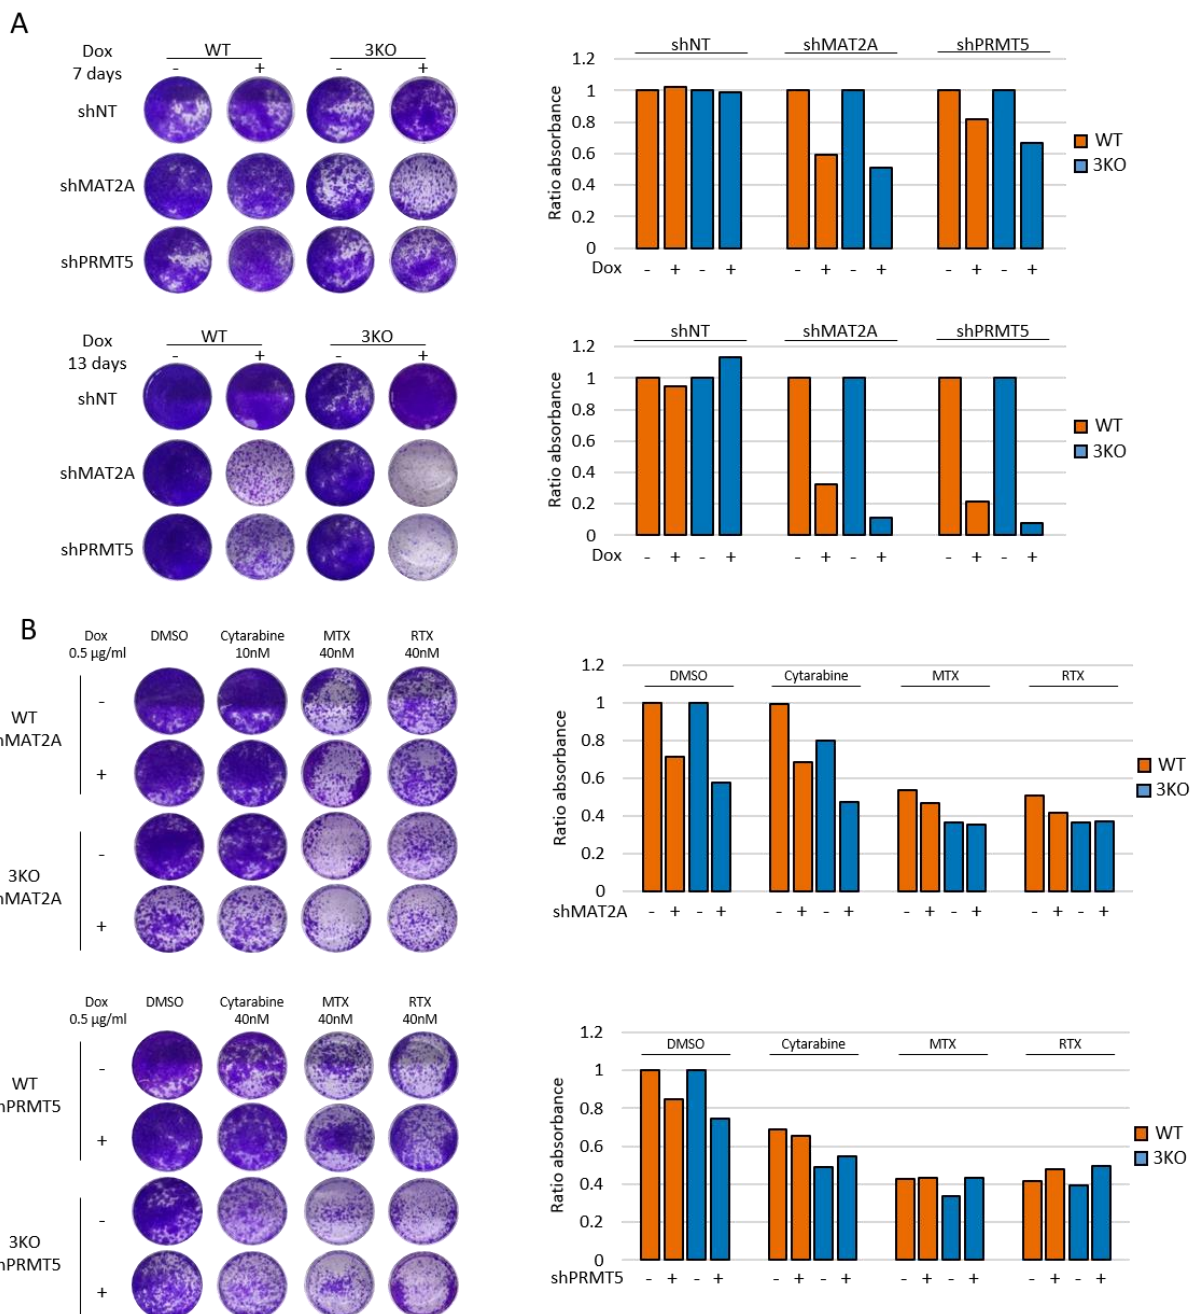 A
Dox
7 days
WT
3KO
- + - +
shNT
shMAT2A
shPRMT5
shNT shMAT2A shPRMT5
1.2
1
0.8
0.6
0.4
0.2
0
Ratio absorbance
Dox - + - + - + - + - + - +
WT
3KO
Dox
13 days
WT
3KO
- + - +
shNT
shMAT2A
shPRMT5
shNT shMAT2A shPRMT5
1.2
1
0.8
0.6
0.4
0.2
0
Ratio absorbance
Dox - + - + - + - + - + - +
WT
3KO
B
Dox
0.5 µg/ml
DMSO
Cytarabine
10nM
MTX
40nM
RTX
40nM
WT
hMAT2A
-
+
3KO
hMAT2A
-
+
1.2
1
0.8
0.6
0.4
0.2
0
Ratio absorbance
DMSO Cytarabine MTX RTX
shMAT2A - + - + - + - + - + - + - + - +
WT
3KO
Dox
0.5 µg/ml
DMSO
Cytarabine
40nM
MTX
40nM
RTX
40nM
WT
hPRMT5
-
+
3KO
hPRMT5
-
+
1.2
1
0.8
0.6
0.4
0.2
0
Ratio absorbance
DMSO Cytarabine MTX RTX
shPRMT5 - + - + - + - + - + - + - + - +
WT
3KO